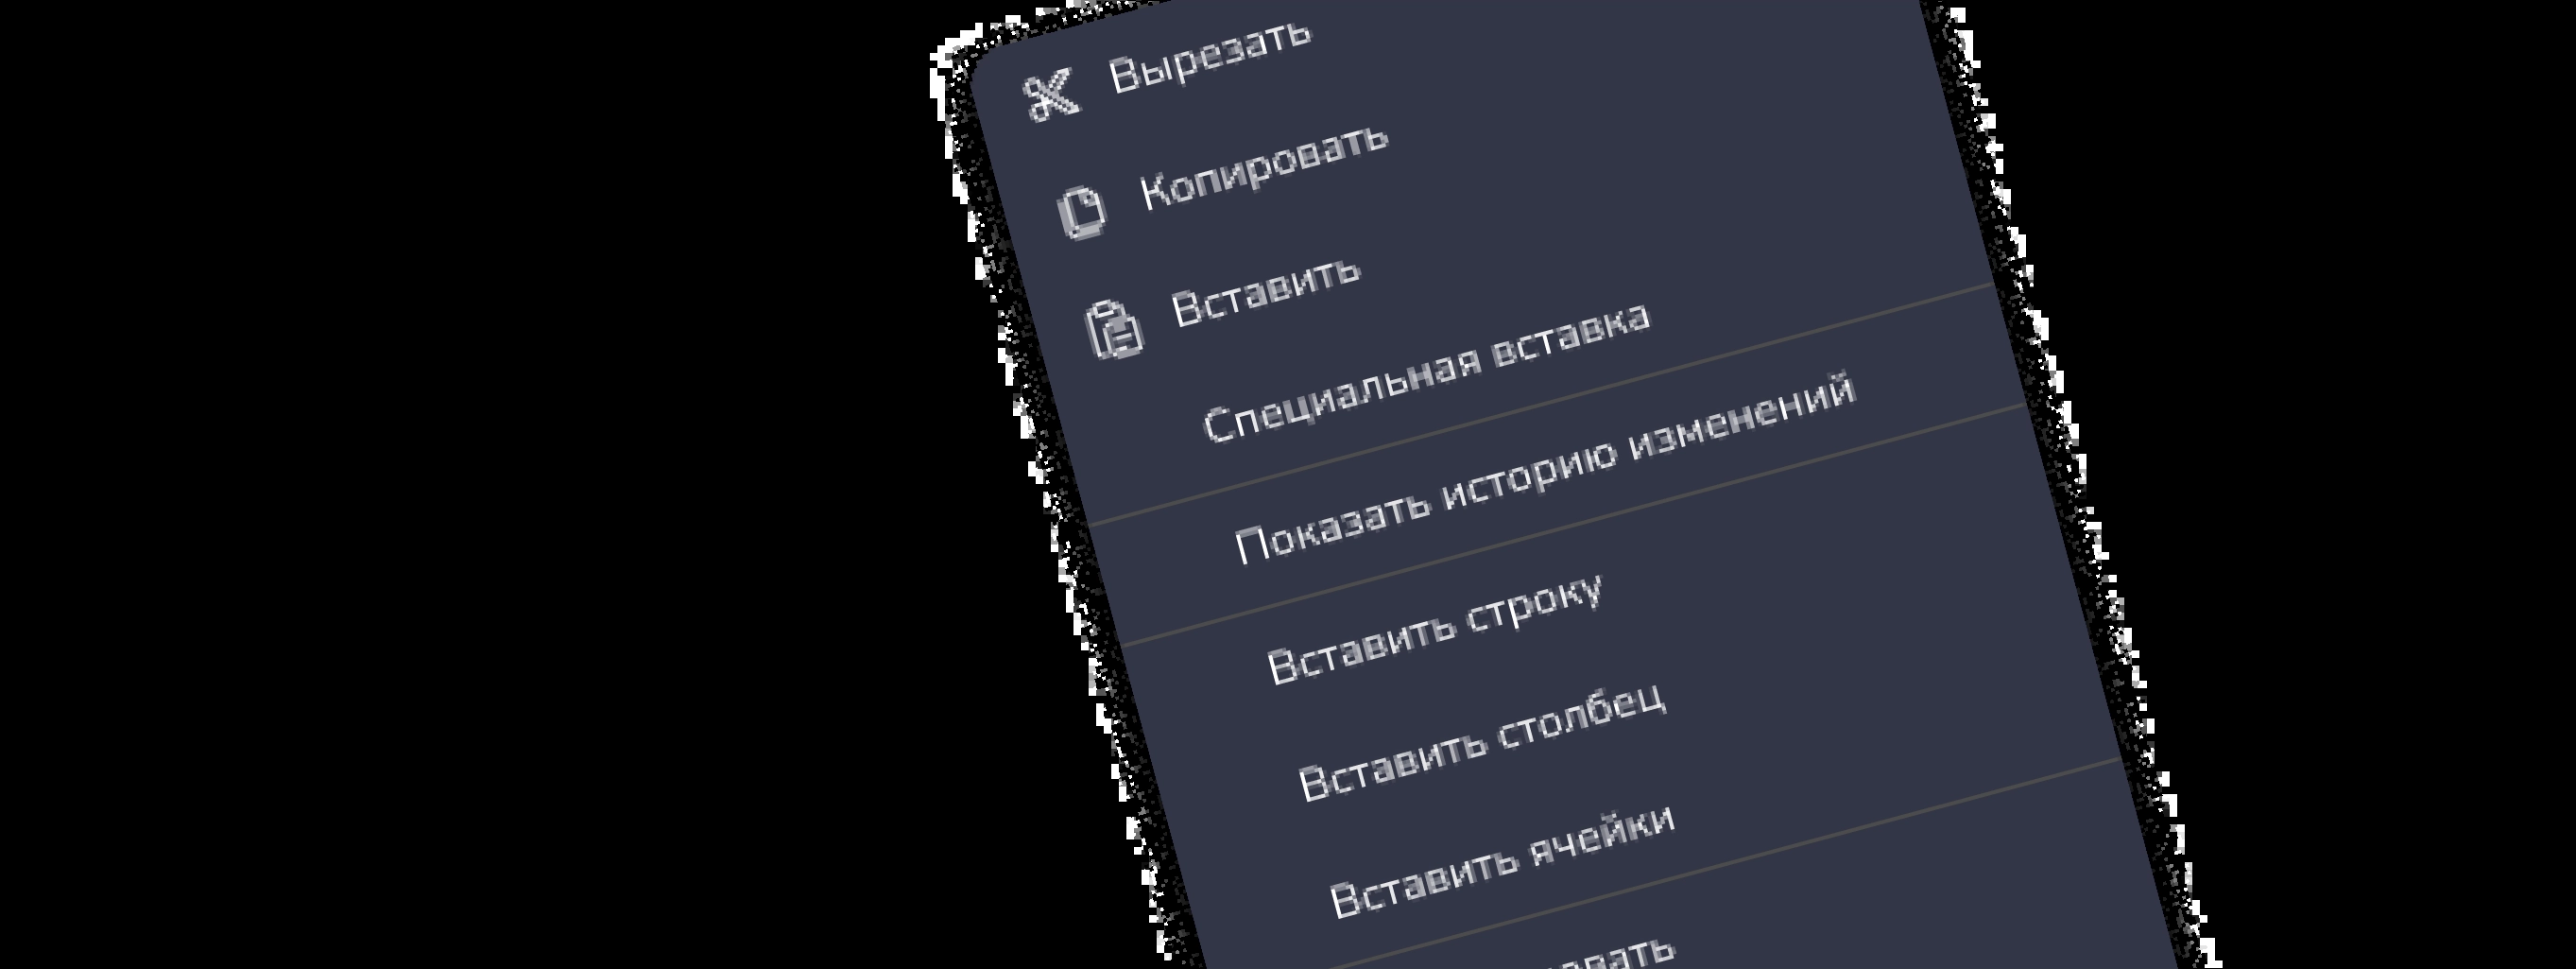 Вырезать
Копировать
Вставить
Специальная вставка
Показать историю изменений
Вставить строку
Вставить столбец
Вставить ячейки